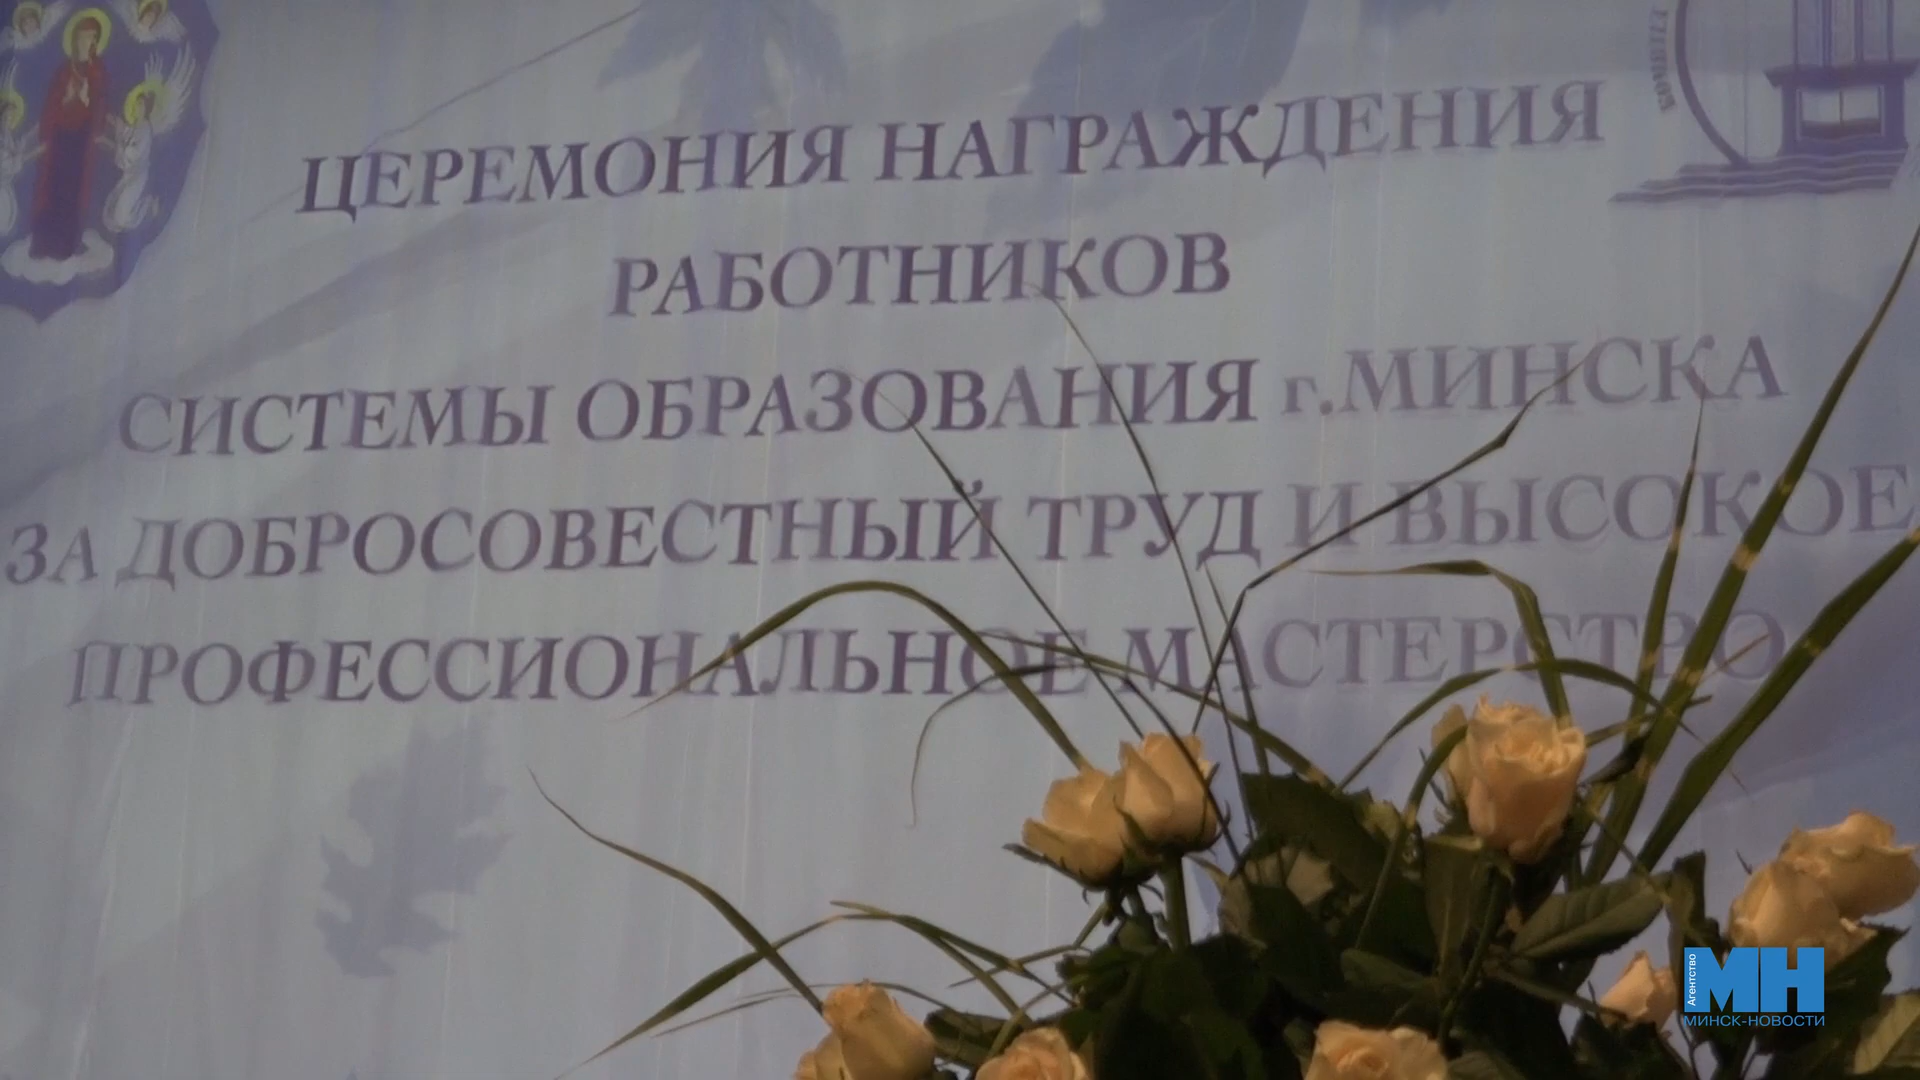 ЦЕРЕМОНИЯ НАГРАЖДЕНИЯ
РАБОТНИКОВ
СИСТЕМЫ ОБРАЗОВАНИЯ г.МИНСКА
ЗА ДОБРОСОВЕСТНЫЙ ТРУД И ВЫСОКОЕ
ПРОФЕССИОНАЛЬНОЕ МАСТЕРСТВО
Агентство
МН
МИНСК-НОВОСТИ